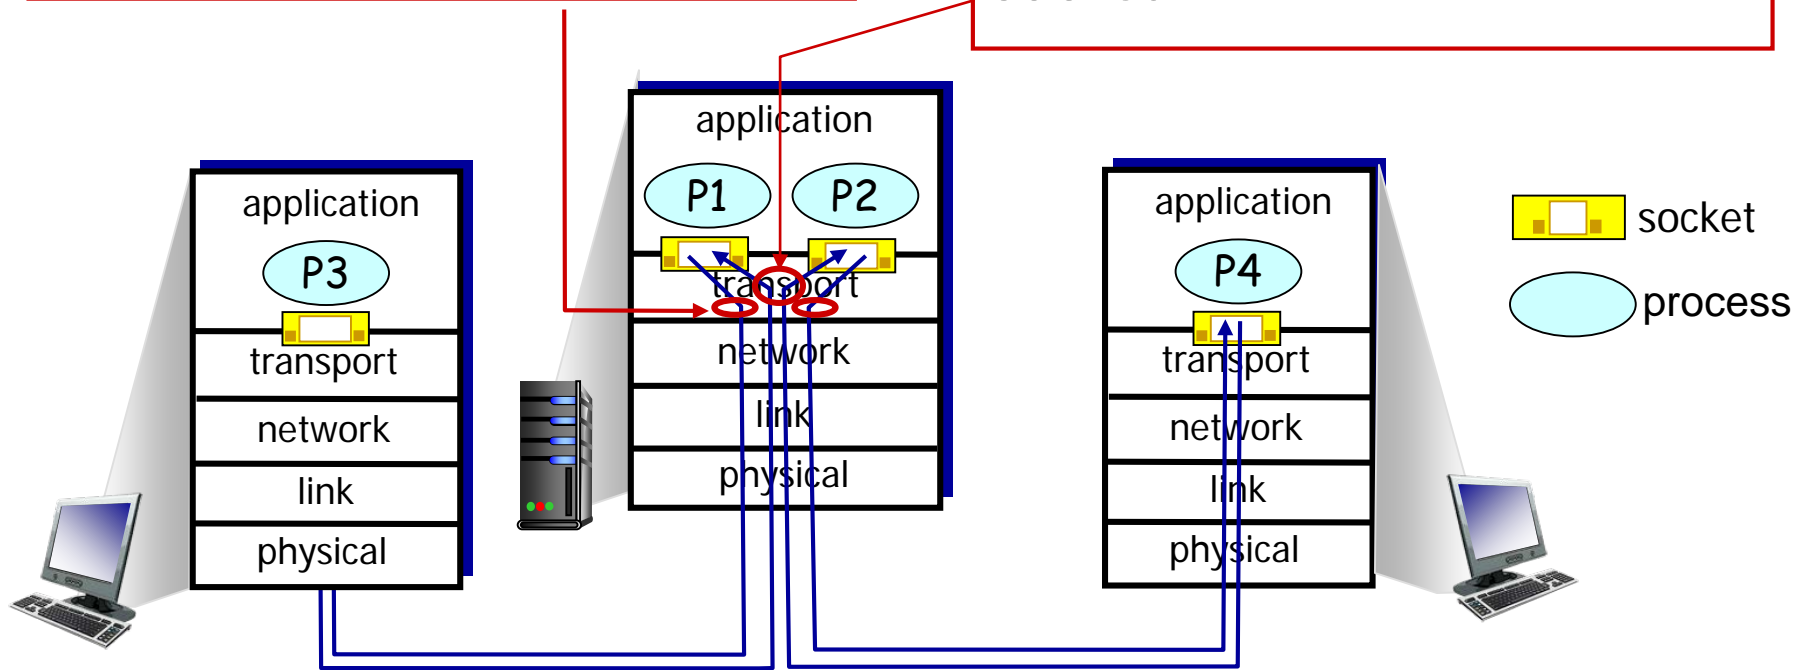 application
P1 P2
transport
network
link
physical
application
P3
transport
network
link
physical
application
P4
transport
network
link
physical
socket
process